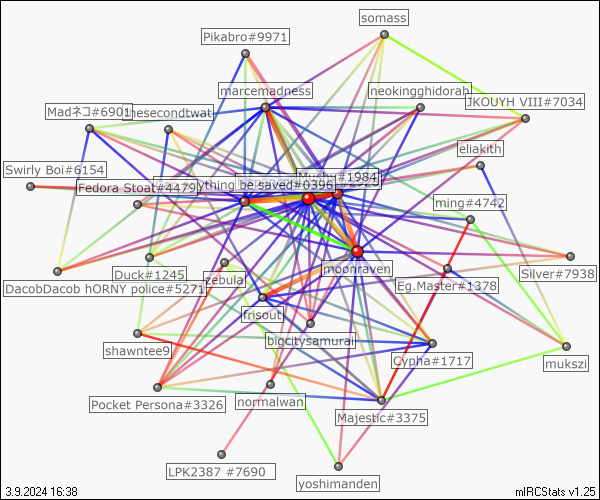 somass
Pikabro#9971
marcemadness
neokingghidorah
JKOUYH VIII#7034
Madネコ#6901
hesecondtwat
eliakith
Swirly Boi#6154
Fedora Stoat#4479
ything be saved#0396
Mushu#1984
ming#4742
moonraven
Duck#1245
zebula
Eg.Master#1378
Silver#7938
DacobDacob hORNY police#5271
frisout
bigcitysamurai
shawntee9
Cypha#1717
mukszi
Pocket Persona#3326
normalwan
Majestic#3375
LPK2387 #7690
yoshimanden
3.9.2024 16:38
mIRCStats v1.25